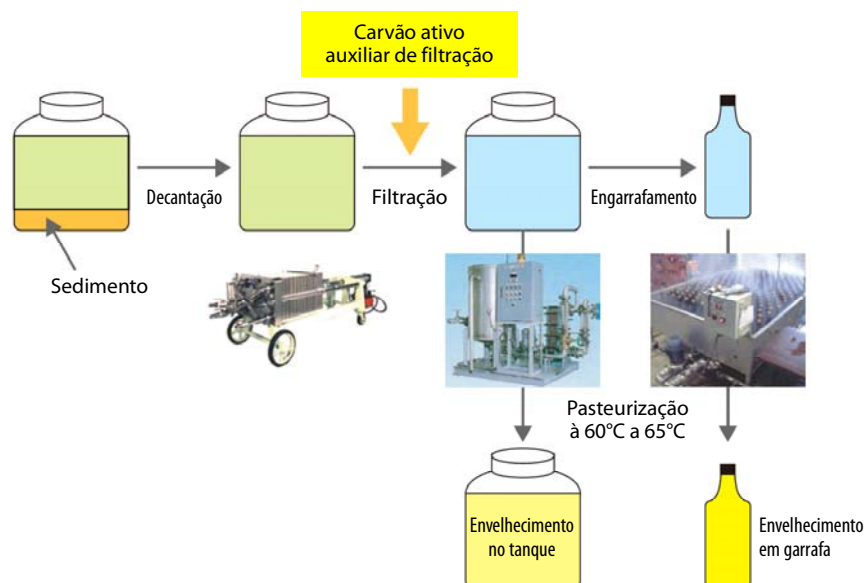 Carvão ativo
auxiliar de filtração
Decantação
Filtração
Engarrafamento
Sedimento
Pasteurização
à 60°C a 65°C
Envelhecimento
no tanque
Envelhecimento
em garrafa